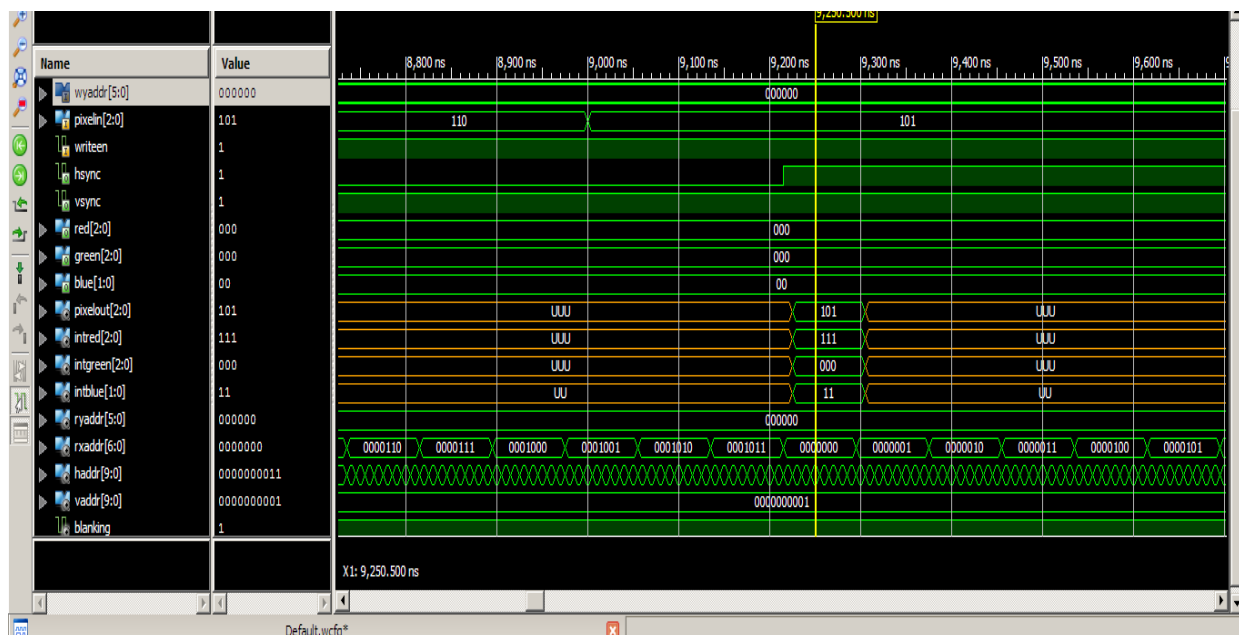 9,250.500 ns
Name Value
8,800 ns 8,900 ns 9,000 ns 9,100 ns 9,200 ns 9,300 ns 9,400 ns 9,500 ns 9,600 ns
wyaddr[5:0] 000000 000000
pixelin[2:0] 101 110 101
writeen 1
hsync 1
vsync 1
red[2:0] 000 000
green[2:0] 000 000
blue[1:0] 00 00
pixelout[2:0] 101 UUU 101 UUU
intred[2:0] 111 UUU 111 UUU
intgreen[2:0] 000 UUU 000 UUU
intblue[1:0] 11 UU 11 UU
ryaddr[5:0] 000000 000000
rxaddr[6:0] 0000000 0000110 0000111 0001000 0001001 0001010 0001011 0000000 0000001 0000010 0000011 0000100 0000101
haddr[9:0] 0000000011
vaddr[9:0] 0000000001 0000000001
blanking 1
X1: 9,250.500 ns
Default.wcfg*